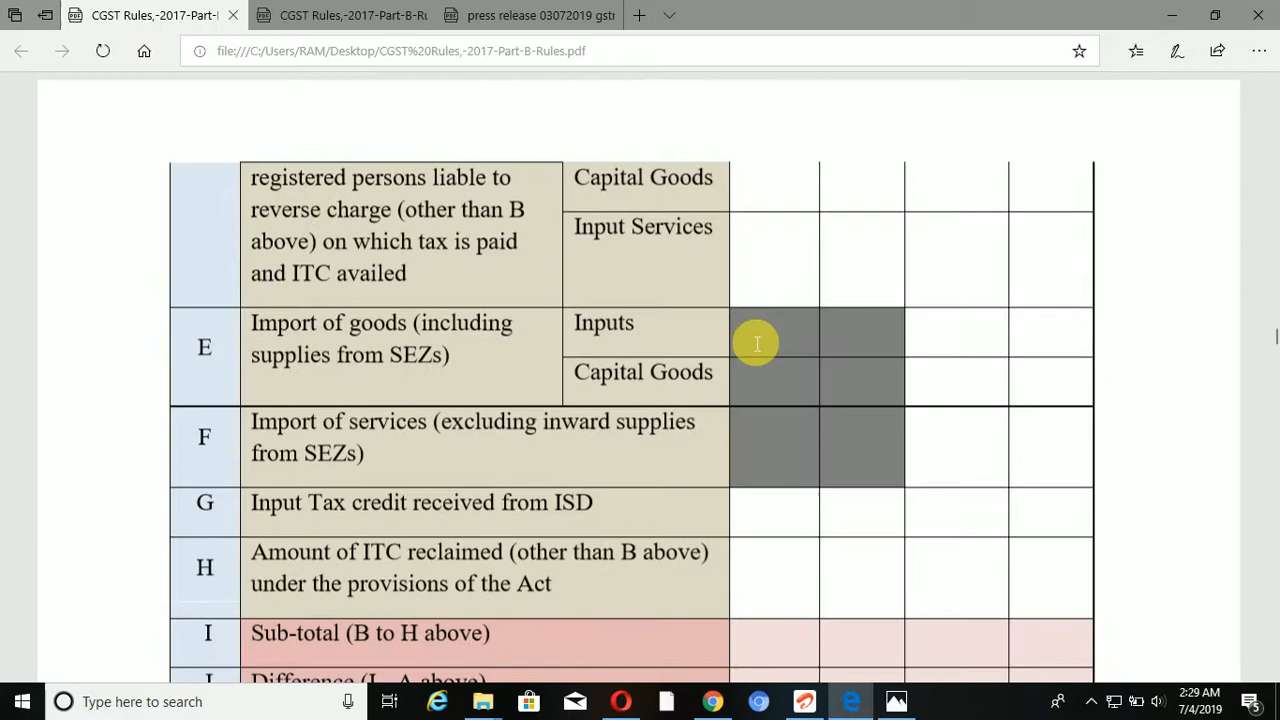 CGST Rules,-2017-Part-B-
CGST Rules,-2017-Part-B-Ru
press release 03072019 gstr
file:///C:/Users/RAM/Desktop/CGST%20Rules,-2017-Part-B-Rules.pdf
registered persons liable to
reverse charge (other than B
above) on which tax is paid
and ITC availed
Capital Goods
Input Services
E
Import of goods (including
supplies from SEZs)
Inputs
Capital Goods
F
Import of services (excluding inward supplies
from SEZs)
G
Input Tax credit received from ISD
H
Amount of ITC reclaimed (other than B above)
under the provisions of the Act
I
Sub-total (B to H above)
J
Difference (I - A above)
Type here to search
2:29 AM
7/4/2019
5